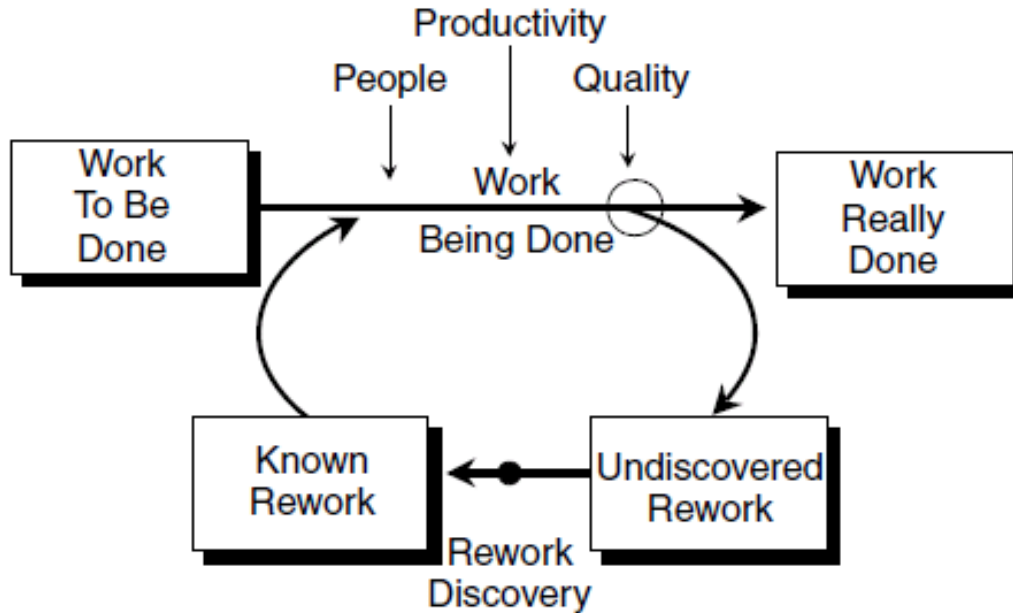 Productivity
People
Quality
Work
To Be
Done
Work
Being Done
Work
Really
Done
Known
Rework
Undiscovered
Rework
Rework
Discovery